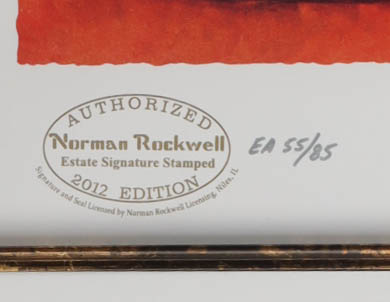 AUTHORIZED
Norman Rockwell
Estate Signature Stamped
2012 EDITION
Signature and Seal Licensed by Norman Rockwell Licensing, Niles, IL
EA 55/85